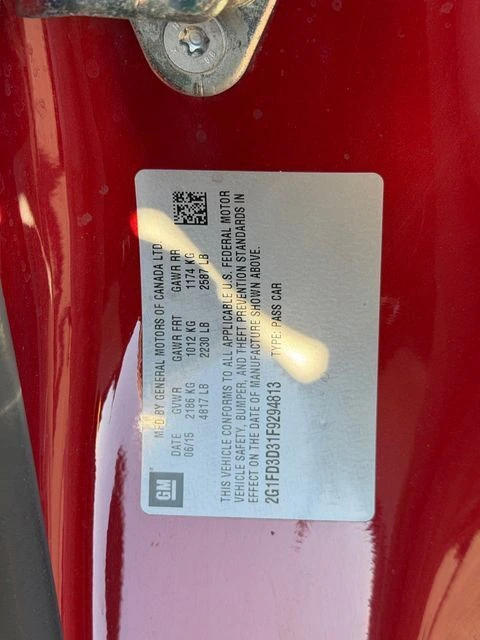 MFD BY GENERAL MOTORS OF CANADA LTD.
DATE GVWR GAWR FRT GAWR RR
06/15 2186 KG 1012 KG 1174 KG
4817 LB 2230 LB 2587 LB
GM
THIS VEHICLE CONFORMS TO ALL APPLICABLE U.S. FEDERAL MOTOR
VEHICLE SAFETY, BUMPER, AND THEFT PREVENTION STANDARDS IN
EFFECT ON THE DATE OF MANUFACTURE SHOWN ABOVE.
2G1FD3D31F9294813 TYPE: PASS CAR